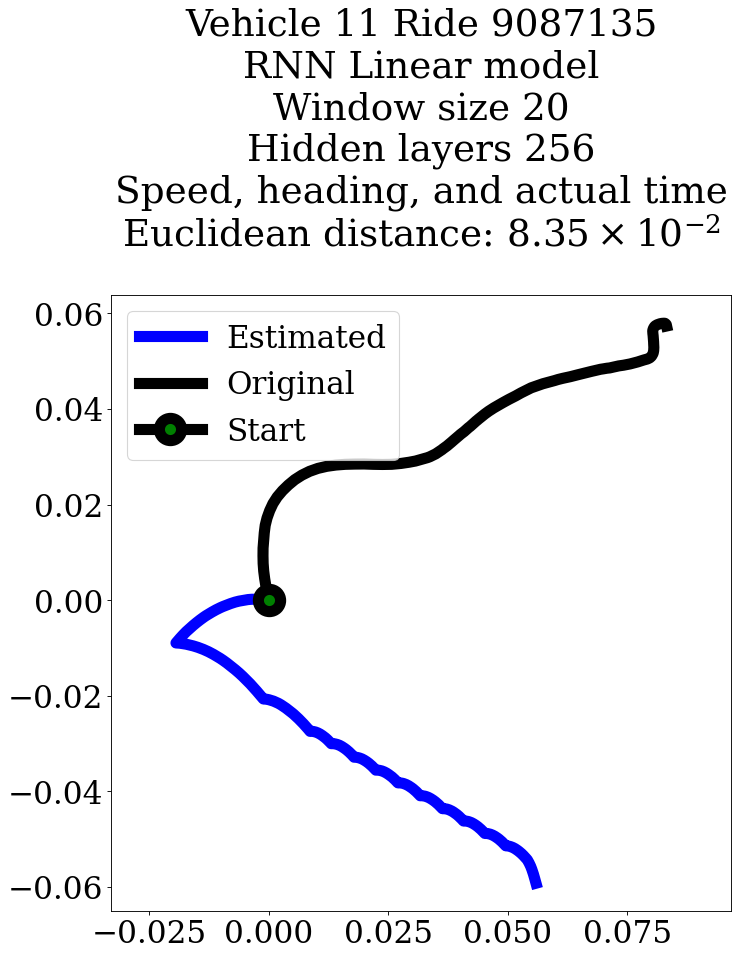 Vehicle 11 Ride 9087135
RNN Linear model
Window size 20
Hidden layers 256
Speed, heading, and actual time
Euclidean distance: 8.35 × 10⁻²
Estimated
Original
Start
0.06
0.04
0.02
0.00
−0.02
−0.04
−0.06
−0.025 0.000 0.025 0.050 0.075